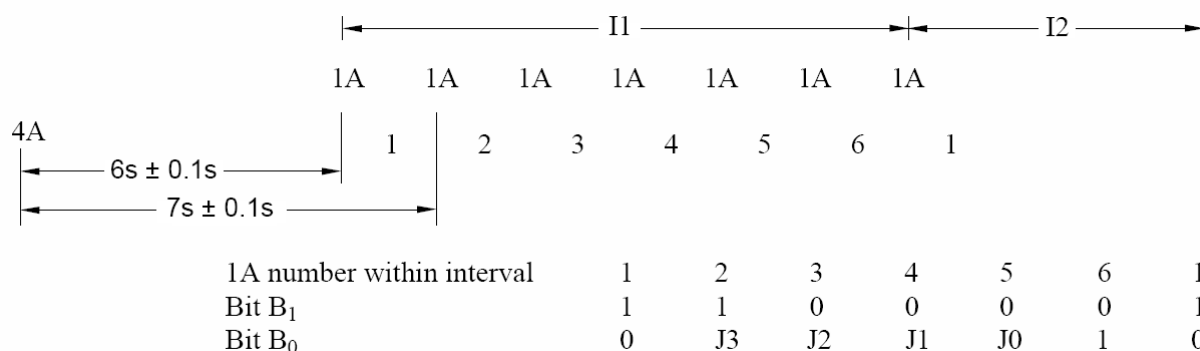 I1 I2
1A 1A 1A 1A 1A 1A 1A
4A
1 2 3 4 5 6 1
6s ± 0.1s
7s ± 0.1s
1A number within interval 1 2 3 4 5 6 1
Bit B1 1 1 0 0 0 0 1
Bit B0 0 J3 J2 J1 J0 1 0